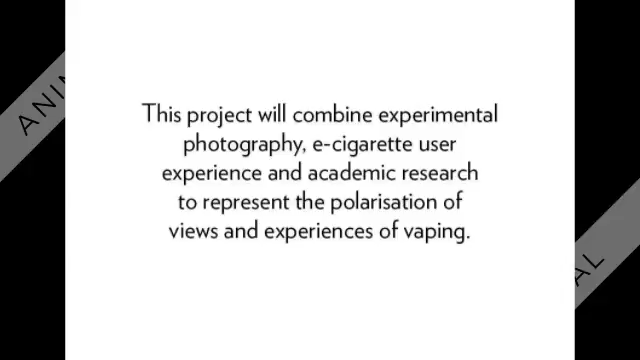 This project will combine experimental
photography, e-cigarette user
experience and academic research
to represent the polarisation of
views and experiences of vaping.